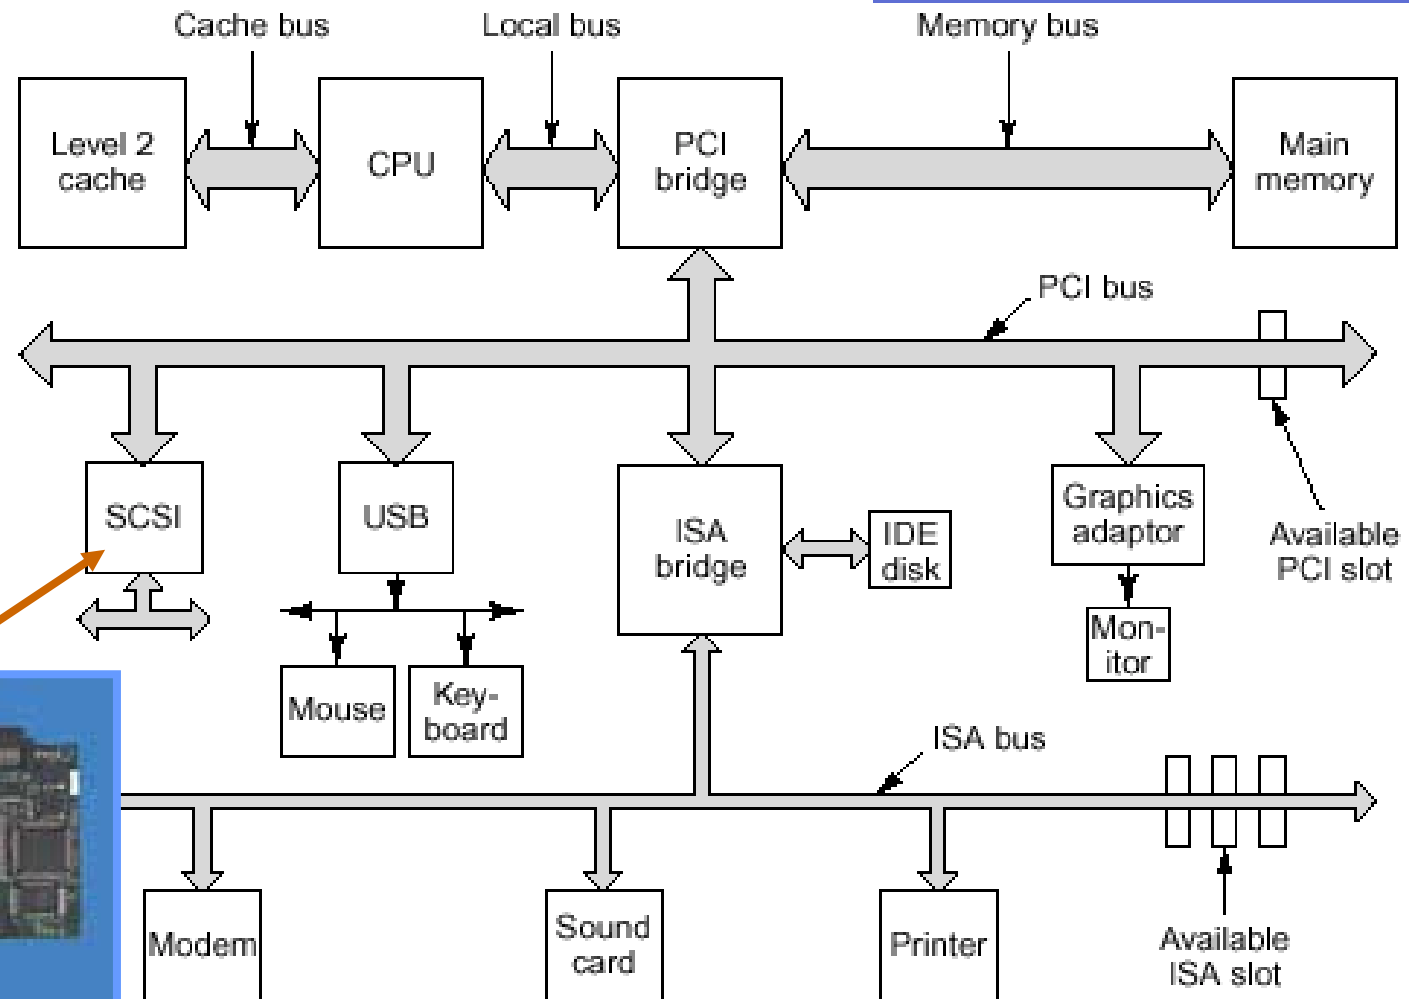 Cache bus
Local bus
Memory bus
Level 2
cache
CPU
PCI
bridge
Main
memory
PCI bus
SCSI
USB
ISA
bridge
IDE
disk
Graphics
adaptor
Available
PCI slot
Mon-
itor
Mouse
Key-
board
ISA bus
Modem
Sound
card
Printer
Available
ISA slot